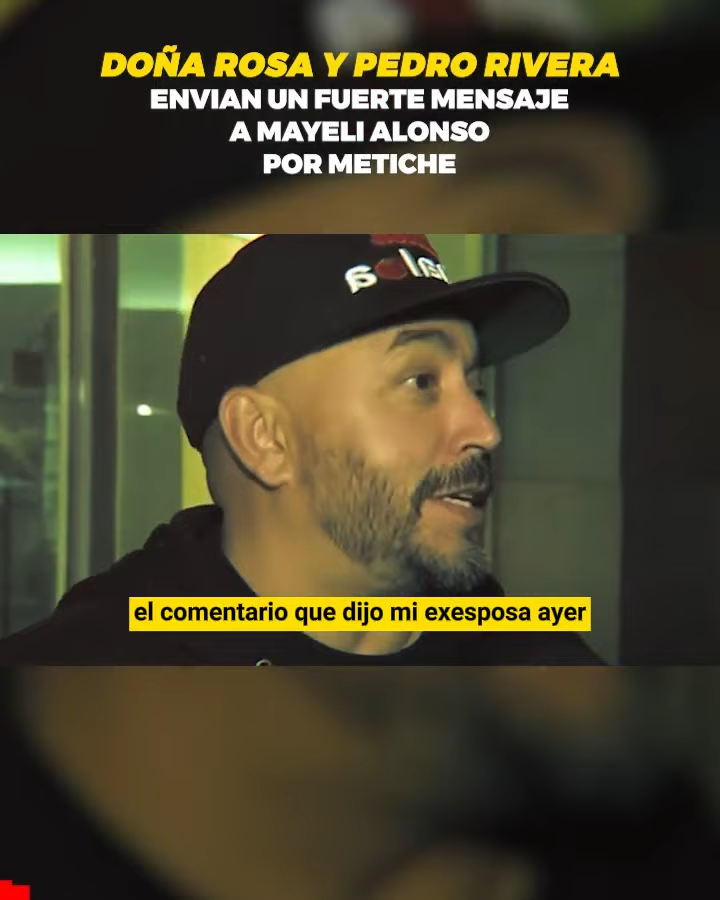 DOÑA ROSA Y PEDRO RIVERA
ENVIAN UN FUERTE MENSAJE
A MAYELI ALONSO
POR METICHE
el comentario que dijo mi exesposa ayer